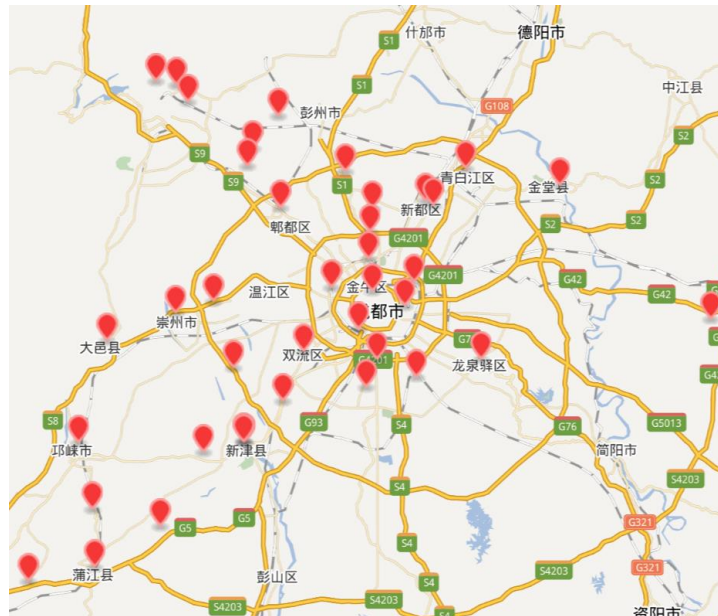 什邡市
德阳市
S1
S1
中江县
G108
彭州市
S2
S9
青白江区
S9
S1
金堂县
S2
新都区
S2
S2
郫都区
G4201
G4201
G42
温江区
金牛区
G42
崇州市
都市
大邑县
双流区
龙泉驿区
S8
G93
S4
G76
G5013
邛崃市
新津县
简阳市
S4203
S4
G5
G5
G321
S4
蒲江县
彭山区
S4203
G321
S4
S4203
S4203
资阳市